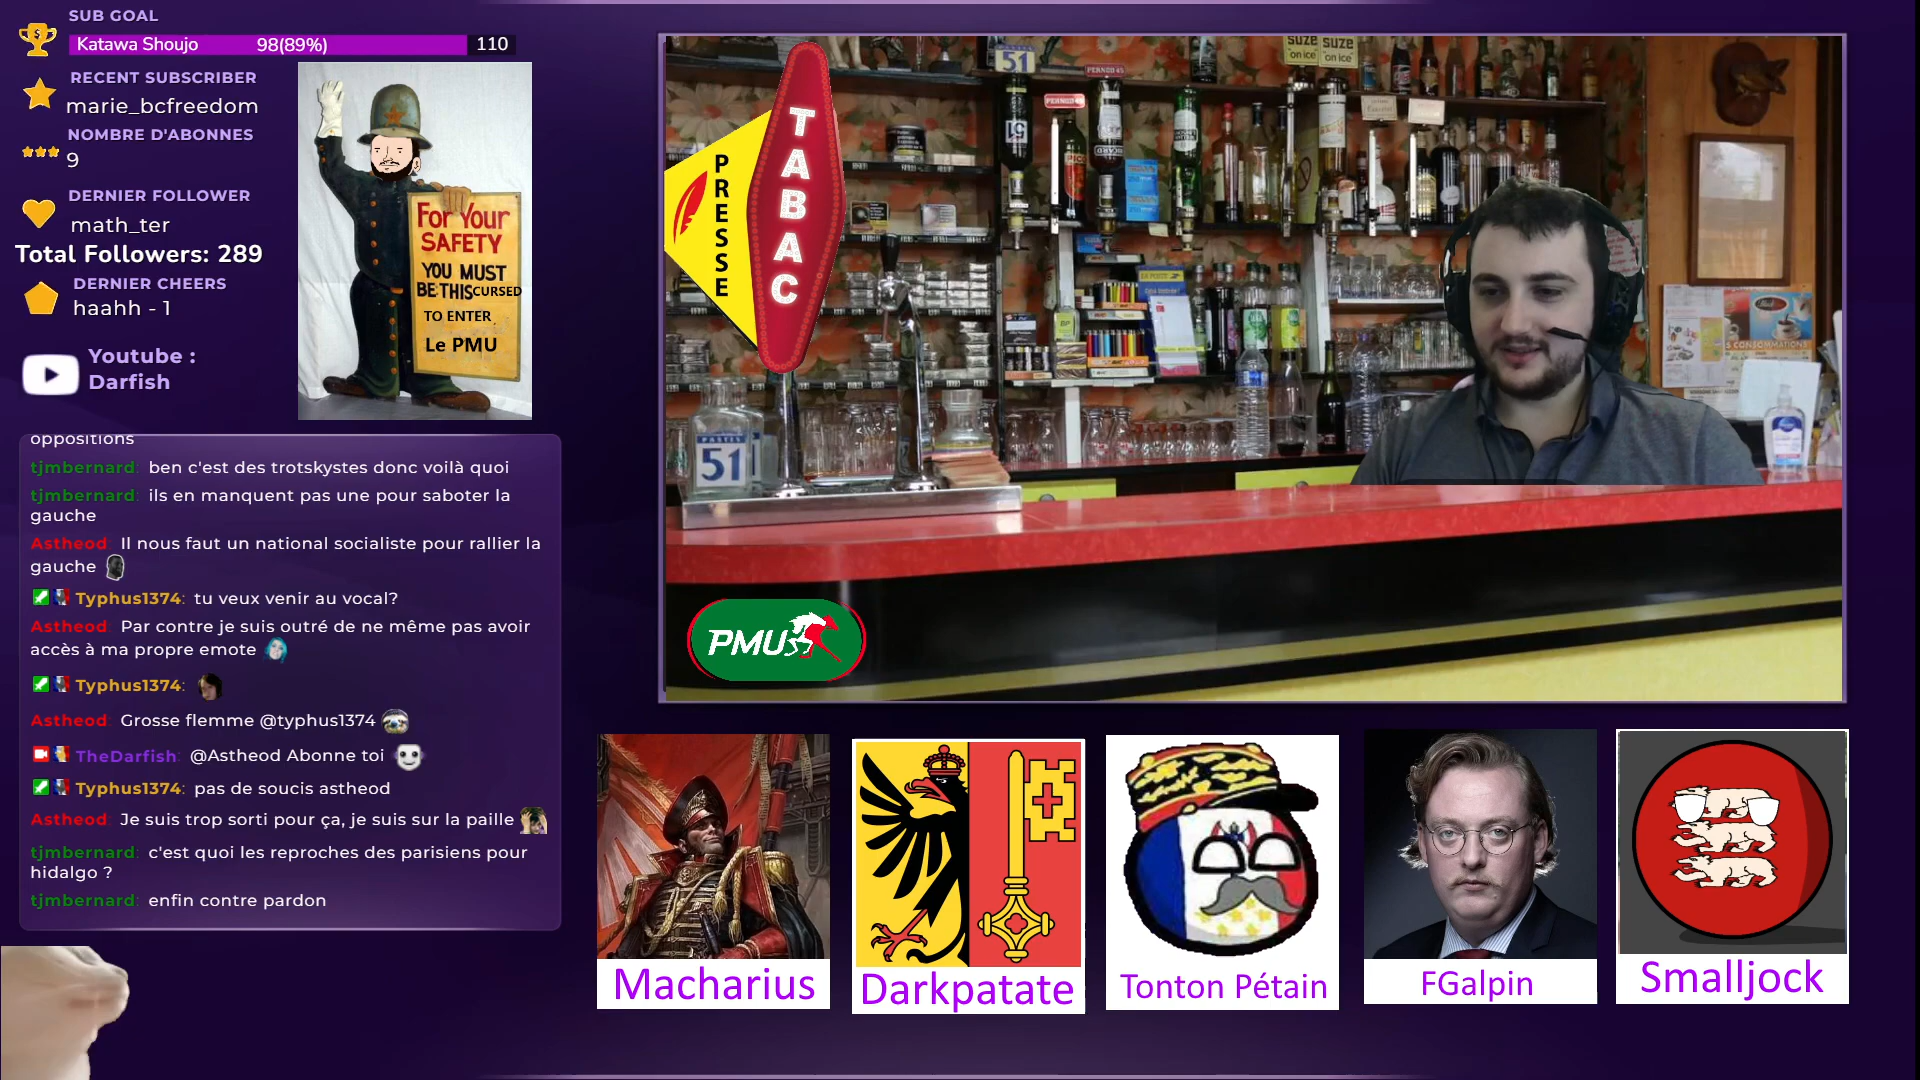 SUB GOAL
Katawa Shoujo 98(89%) 110
RECENT SUBSCRIBER
marie_bcfreedom
NOMBRE D'ABONNES
9
DERNIER FOLLOWER
math_ter
Total Followers: 289
DERNIER CHEERS
haahh - 1
Youtube :
Darfish
For Your
SAFETY
YOU MUST
BE THIS CURSED
TO ENTER
Le PMU
oppositions
tjmbernard: ben c'est des trotskystes donc voilà quoi
tjmbernard: ils en manquent pas une pour saboter la
gauche
Astheod: Il nous faut un national socialiste pour rallier la
gauche
Typhus1374: tu veux venir au vocal?
Astheod: Par contre je suis outré de ne même pas avoir
accès à ma propre emote
Typhus1374:
Astheod: Grosse flemme @typhus1374
TheDarfish: @Astheod Abonne toi
Typhus1374: pas de soucis astheod
Astheod: Je suis trop sorti pour ça, je suis sur la paille
tjmbernard: c'est quoi les reproches des parisiens pour
hidalgo ?
tjmbernard: enfin contre pardon
PRESSE
TABAC
51
suze
"on ice"
suze
"on ice"
PASTIS
51
PMU
Macharius
Darkpatate
Tonton Pétain
FGalpin
Smalljock